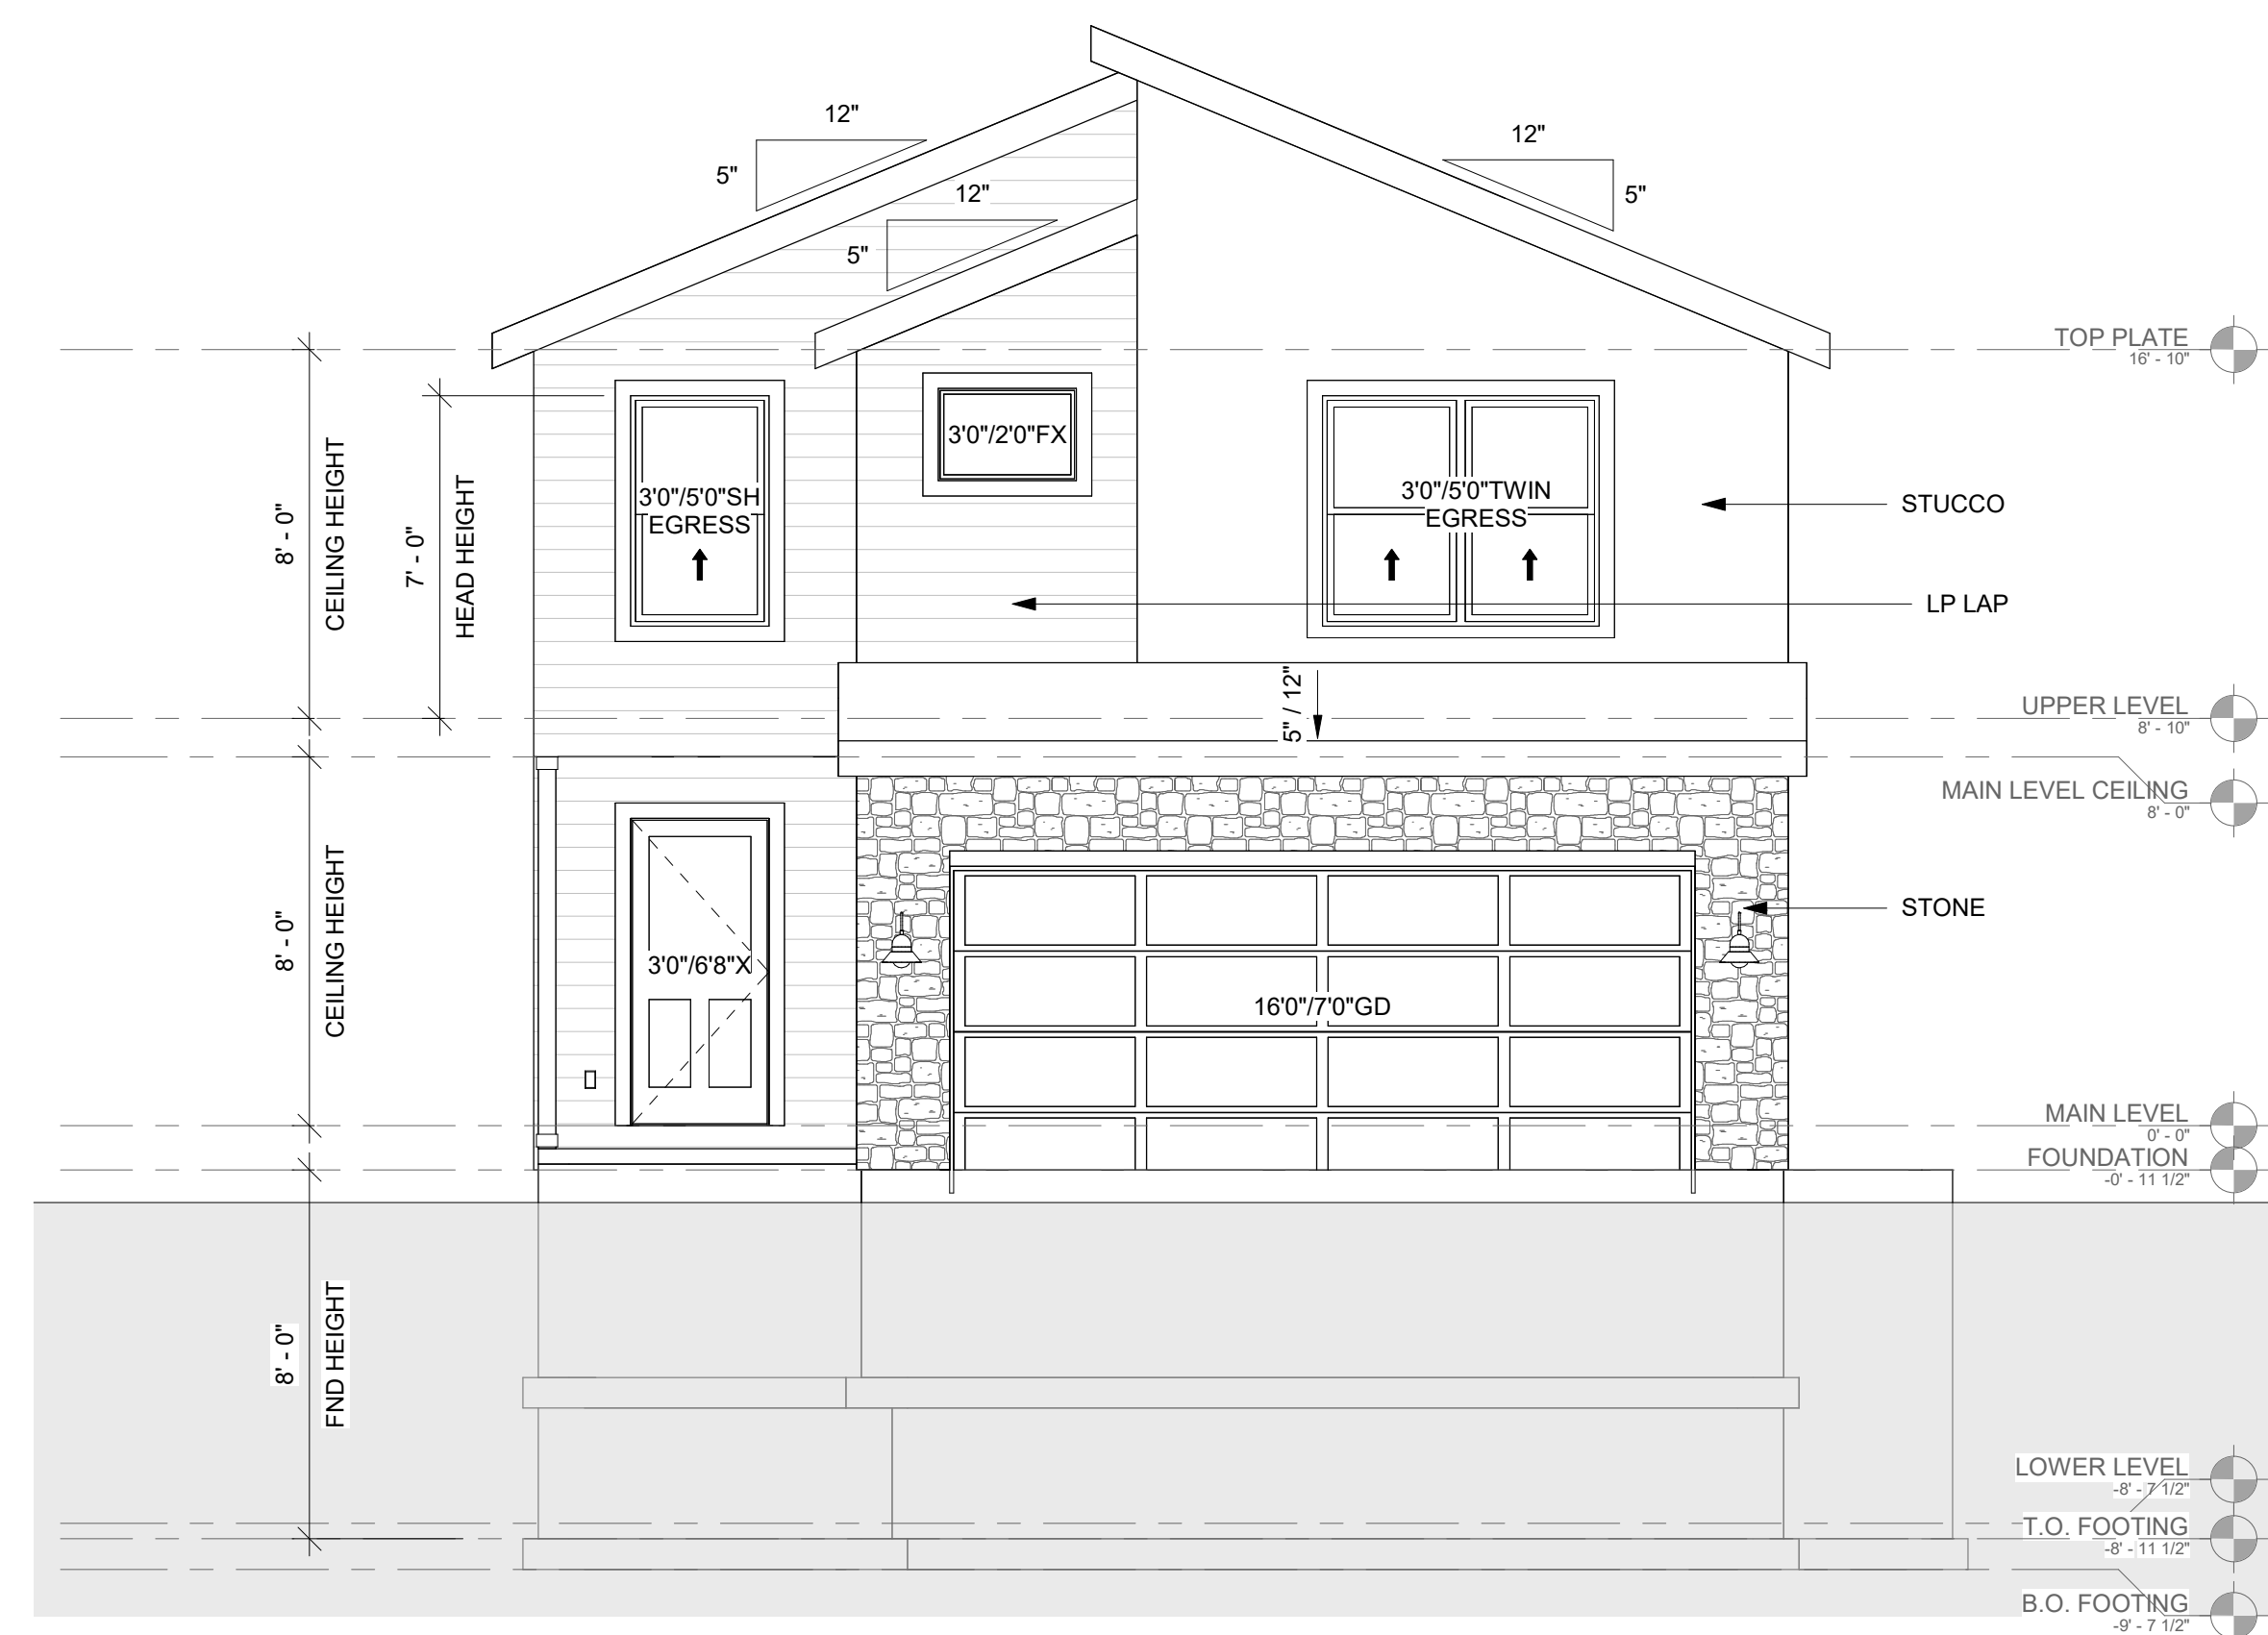 12"
5"
12"
5"
12"
5"
TOP PLATE
16' - 10"
3'0"/2'0"FX
3'0"/5'0"SH
EGRESS
3'0"/5'0"TWIN
EGRESS
STUCCO
LP LAP
8' - 0"
CEILING HEIGHT
7' - 0"
HEAD HEIGHT
5" / 12"
UPPER LEVEL
8' - 10"
MAIN LEVEL CEILING
8' - 0"
STONE
8' - 0"
CEILING HEIGHT
3'0"/6'8"X
16'0"/7'0"GD
MAIN LEVEL
0' - 0"
FOUNDATION
-0' - 11 1/2"
8' - 0"
FND HEIGHT
LOWER LEVEL
-8' - 7 1/2"
T.O. FOOTING
-8' - 11 1/2"
B.O. FOOTING
-9' - 7 1/2"